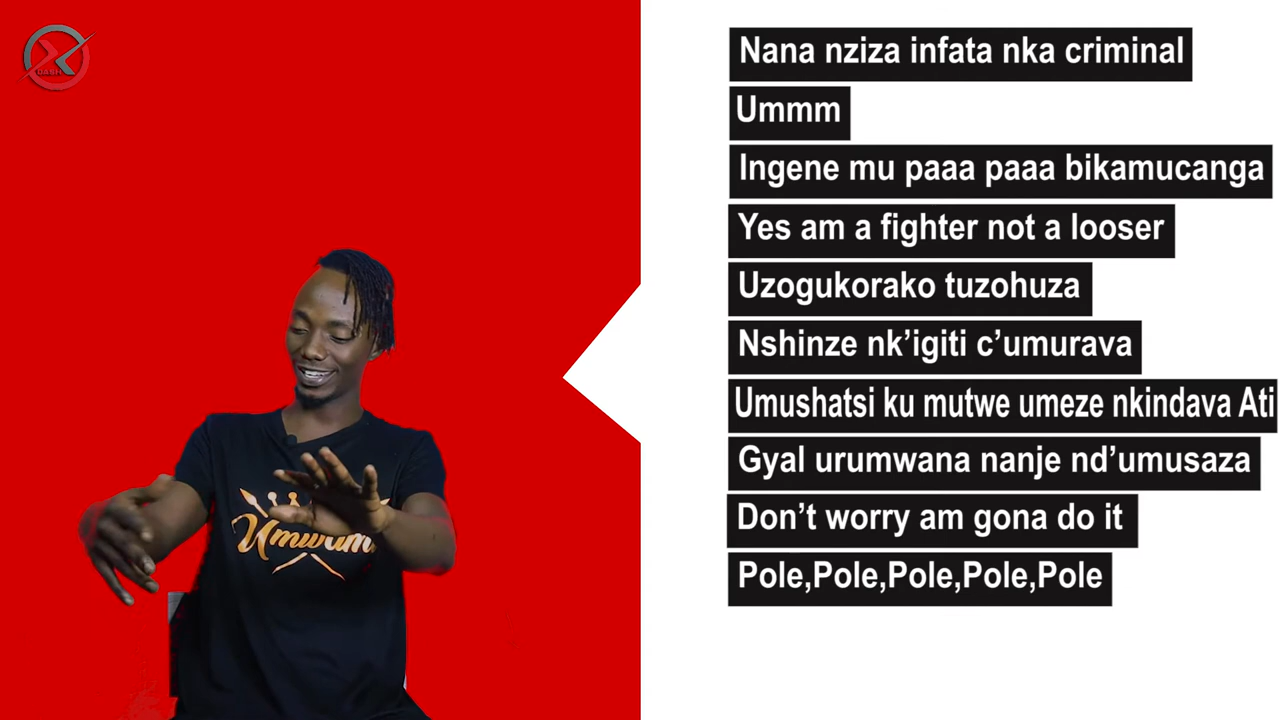 DASH
Nana nziza infata nka criminal
Ummm
Ingene mu paaa paaa bikamucanga
Yes am a fighter not a looser
Uzogukorako tuzohuza
Nshinze nk’igiti c’umurava
Umushatsi ku mutwe umeze nkindava Ati
Gyal urumwana nanje nd’umusaza
Don’t worry am gona do it
Pole,Pole,Pole,Pole,Pole